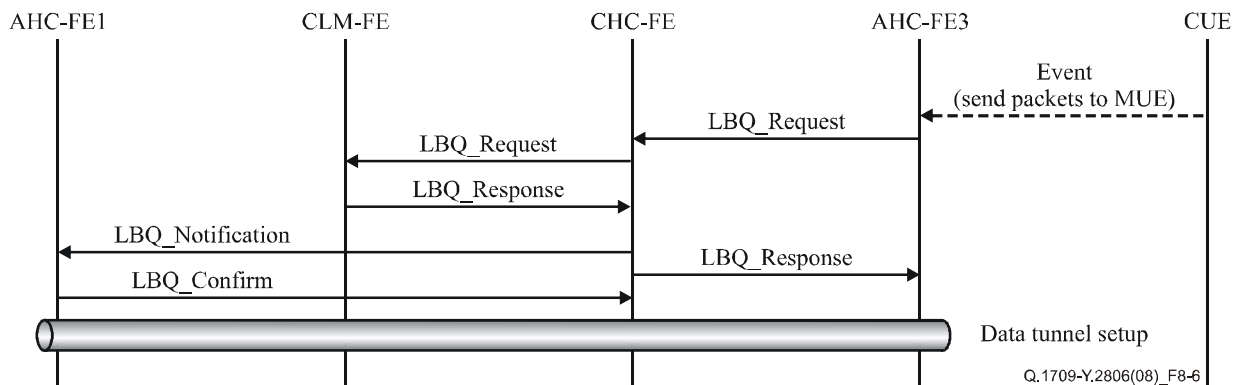 AHC-FE1
CLM-FE
CHC-FE
AHC-FE3
CUE
Event
(send packets to MUE)
LBQ_Request
LBQ_Request
LBQ_Response
LBQ_Notification
LBQ_Response
LBQ_Confirm
Data tunnel setup
Q.1709-Y.2806(08)_F8-6